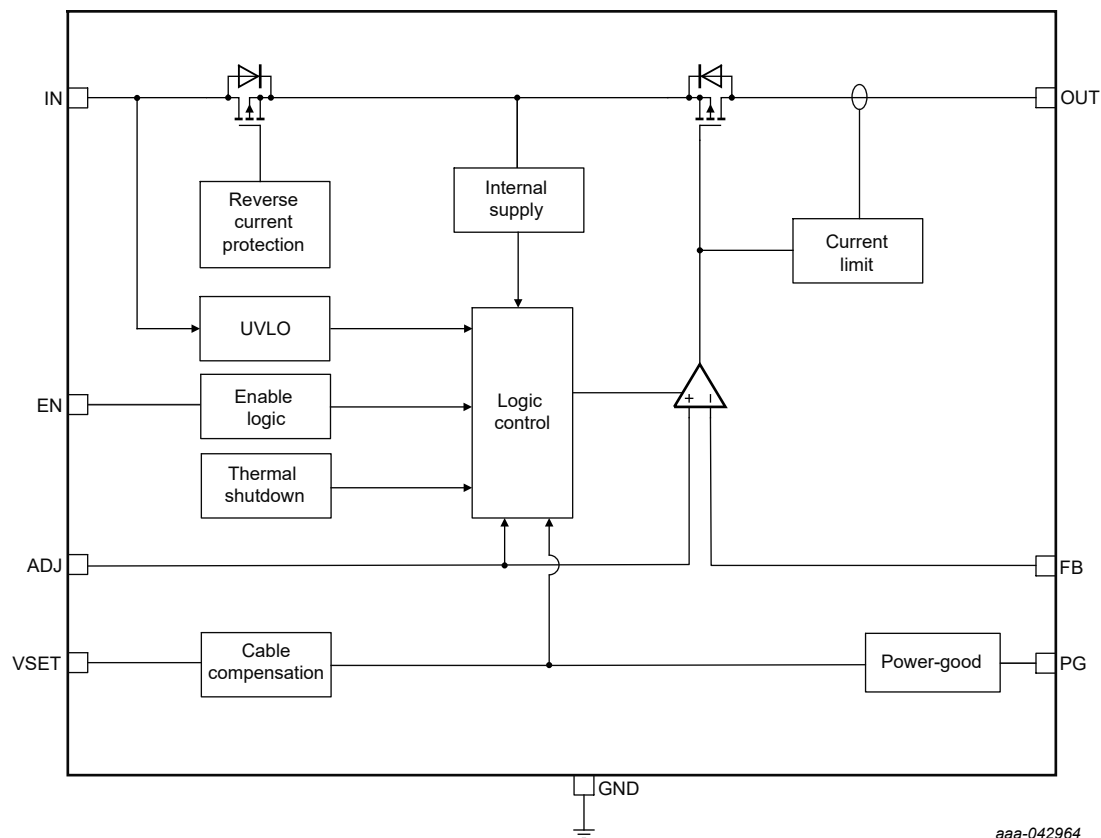 IN
OUT
Reverse
current
protection
Internal
supply
Current
limit
UVLO
EN
Enable
logic
Logic
control
+ –
Thermal
shutdown
ADJ
FB
VSET
Cable
compensation
Power-good
PG
GND
aaa-042964